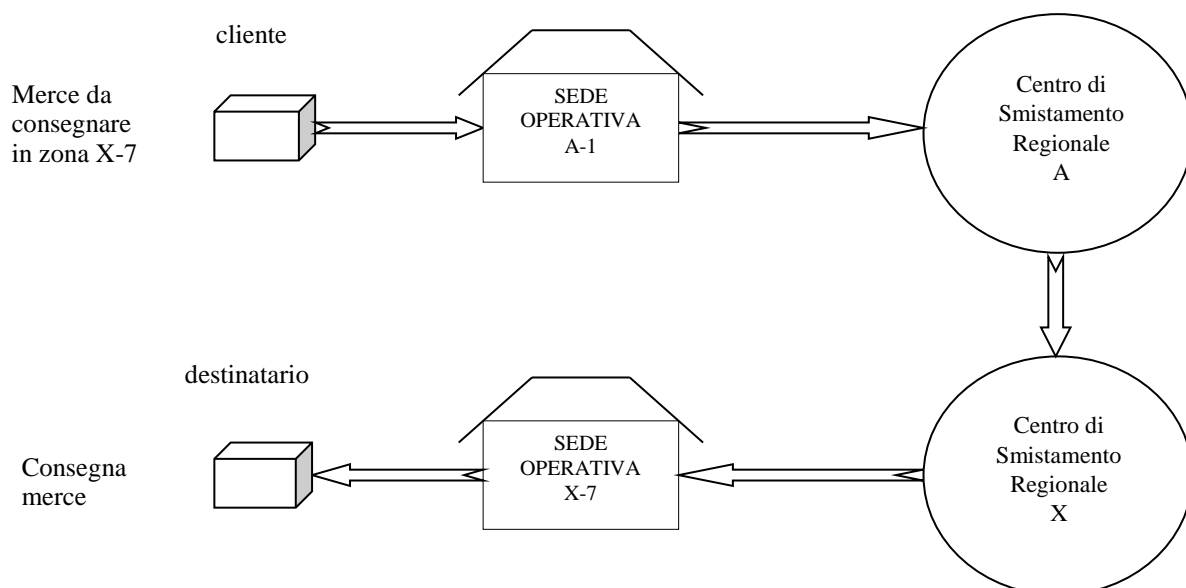 cliente
Merce da
consegnare
in zona X-7
SEDE
OPERATIVA
A-1
Centro di
Smistamento
Regionale
A
destinatario
Consegna
merce
SEDE
OPERATIVA
X-7
Centro di
Smistamento
Regionale
X